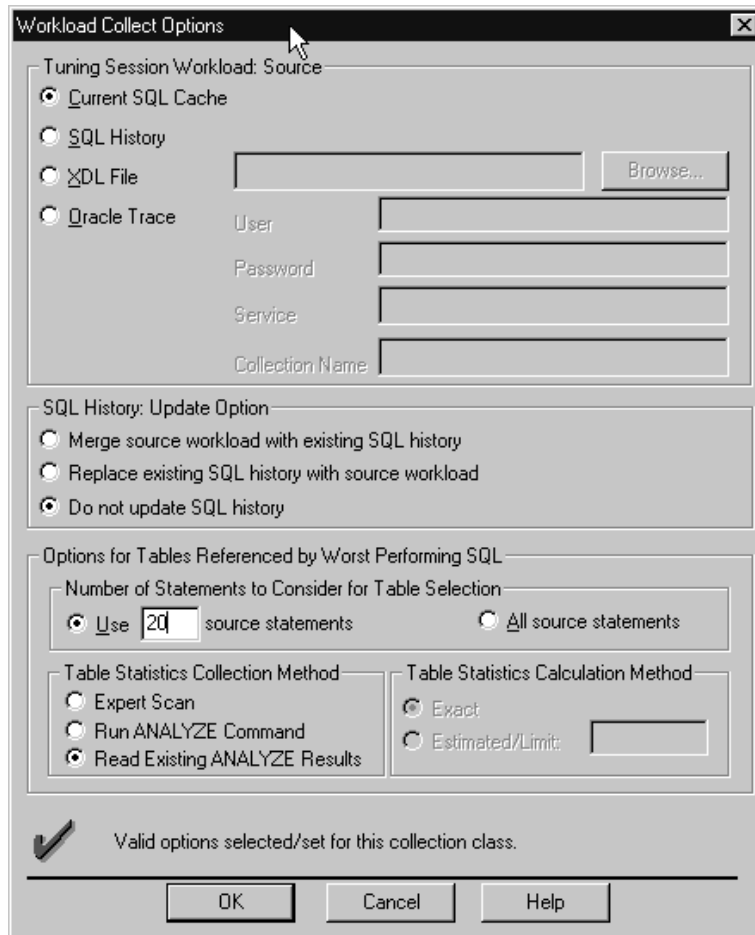 Workload Collect Options
Tuning Session Workload: Source
Current SQL Cache
SQL History
XDL File
Browse...
Oracle Trace
User
Password
Service
Collection Name
SQL History: Update Option
Merge source workload with existing SQL history
Replace existing SQL history with source workload
Do not update SQL history
Options for Tables Referenced by Worst Performing SQL
Number of Statements to Consider for Table Selection
Use 20 source statements
All source statements
Table Statistics Collection Method
Expert Scan
Run ANALYZE Command
Read Existing ANALYZE Results
Table Statistics Calculation Method
Exact
Estimated/Limit:
Valid options selected/set for this collection class.
OK
Cancel
Help